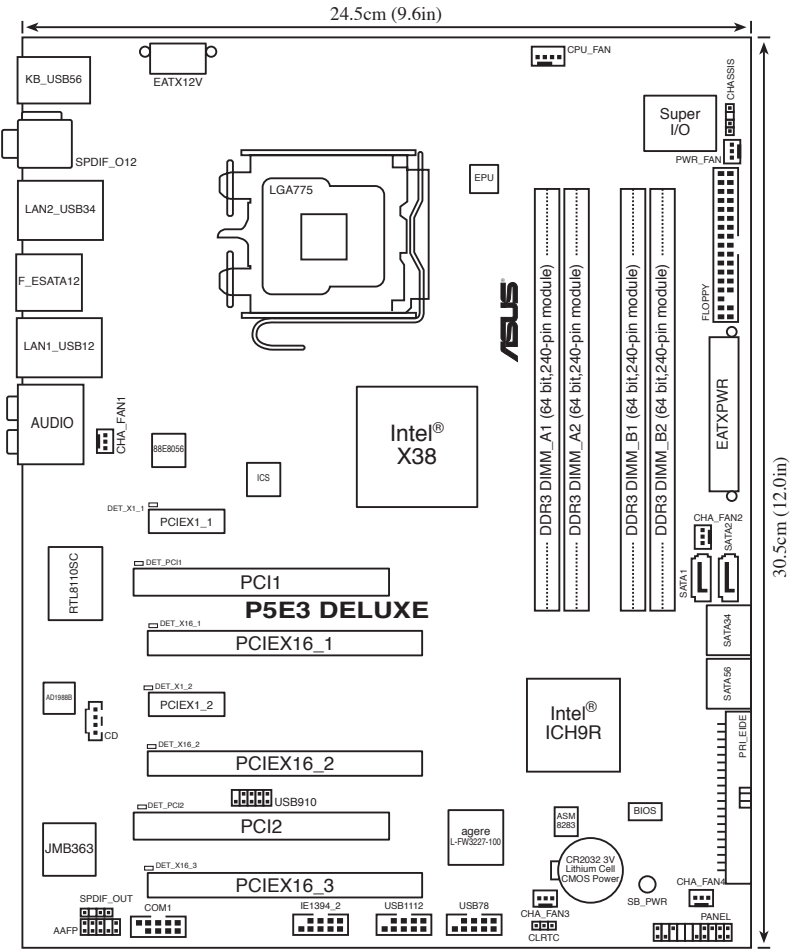 24.5cm (9.6in)
KB_USB56
EATX12V
CPU_FAN
CHASSIS
Super
I/O
PWR_FAN
SPDIF_O12
LGA775
EPU
LAN2_USB34
F_ESATA12
LAN1_USB12
AUDIO
CHA_FAN1
88E8056
ICS
ASUS®
Intel®
X38
DDR3 DIMM_A1 (64 bit,240-pin module)
DDR3 DIMM_A2 (64 bit,240-pin module)
DDR3 DIMM_B1 (64 bit,240-pin module)
DDR3 DIMM_B2 (64 bit,240-pin module)
FLOPPY
EATXPWR
30.5cm (12.0in)
CHA_FAN2
SATA2
SATA1
SATA34
SATA56
DET_X1_1
PCIEX1_1
RTL8110SC
DET_PCI1
PCI1
P5E3 DELUXE
DET_X16_1
PCIEX16_1
AD1988B
CD
DET_X1_2
PCIEX1_2
Intel®
ICH9R
PRI_EIDE
DET_X16_2
PCIEX16_2
USB910
DET_PCI2
PCI2
JMB363
agere
L-FW3227-100
ASM
8283
BIOS
CR2032 3V
Lithium Cell
CMOS Power
DET_X16_3
PCIEX16_3
SB_PWR
CHA_FAN4
SPDIF_OUT
AAFP
COM1
IE1394_2
USB1112
USB78
CHA_FAN3
CLRTC
PANEL